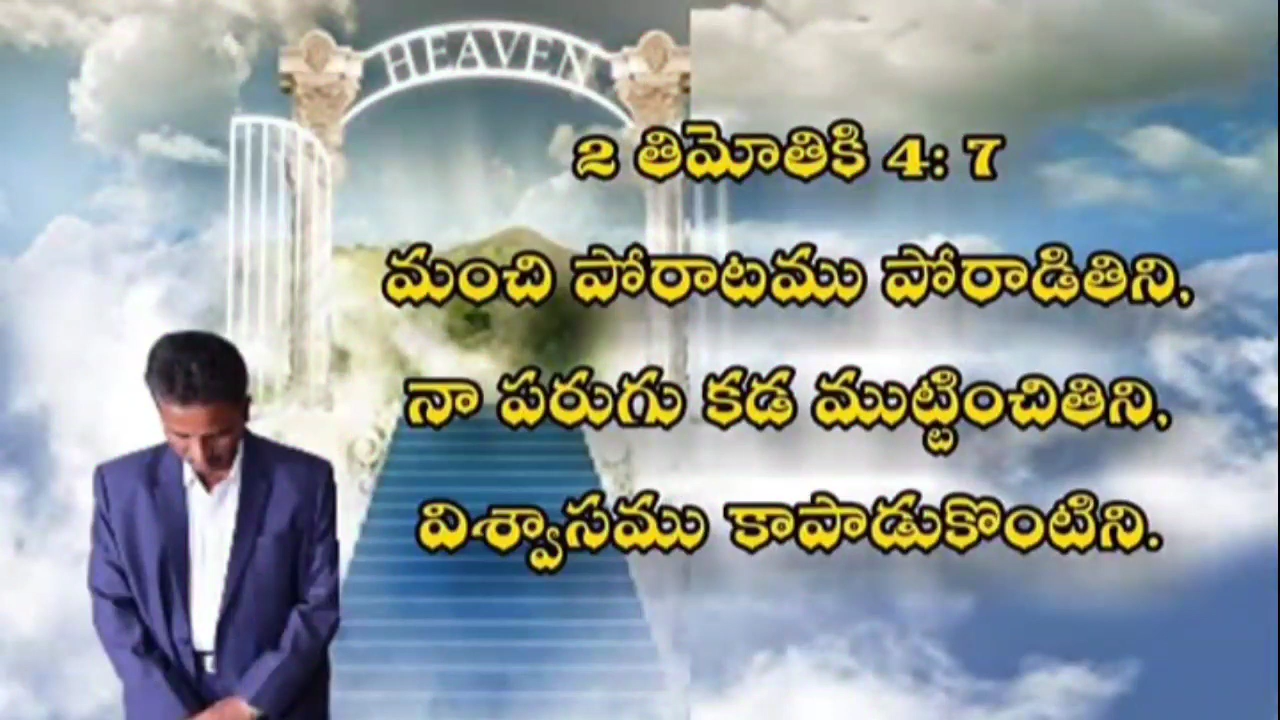 HEAVEN
2 తిమోతికి 4: 7
మంచి పోరాటము పోరాడితిని,
నా పరుగు కడ ముట్టించితిని,
విశ్వాసము కాపాడుకొంటిని.